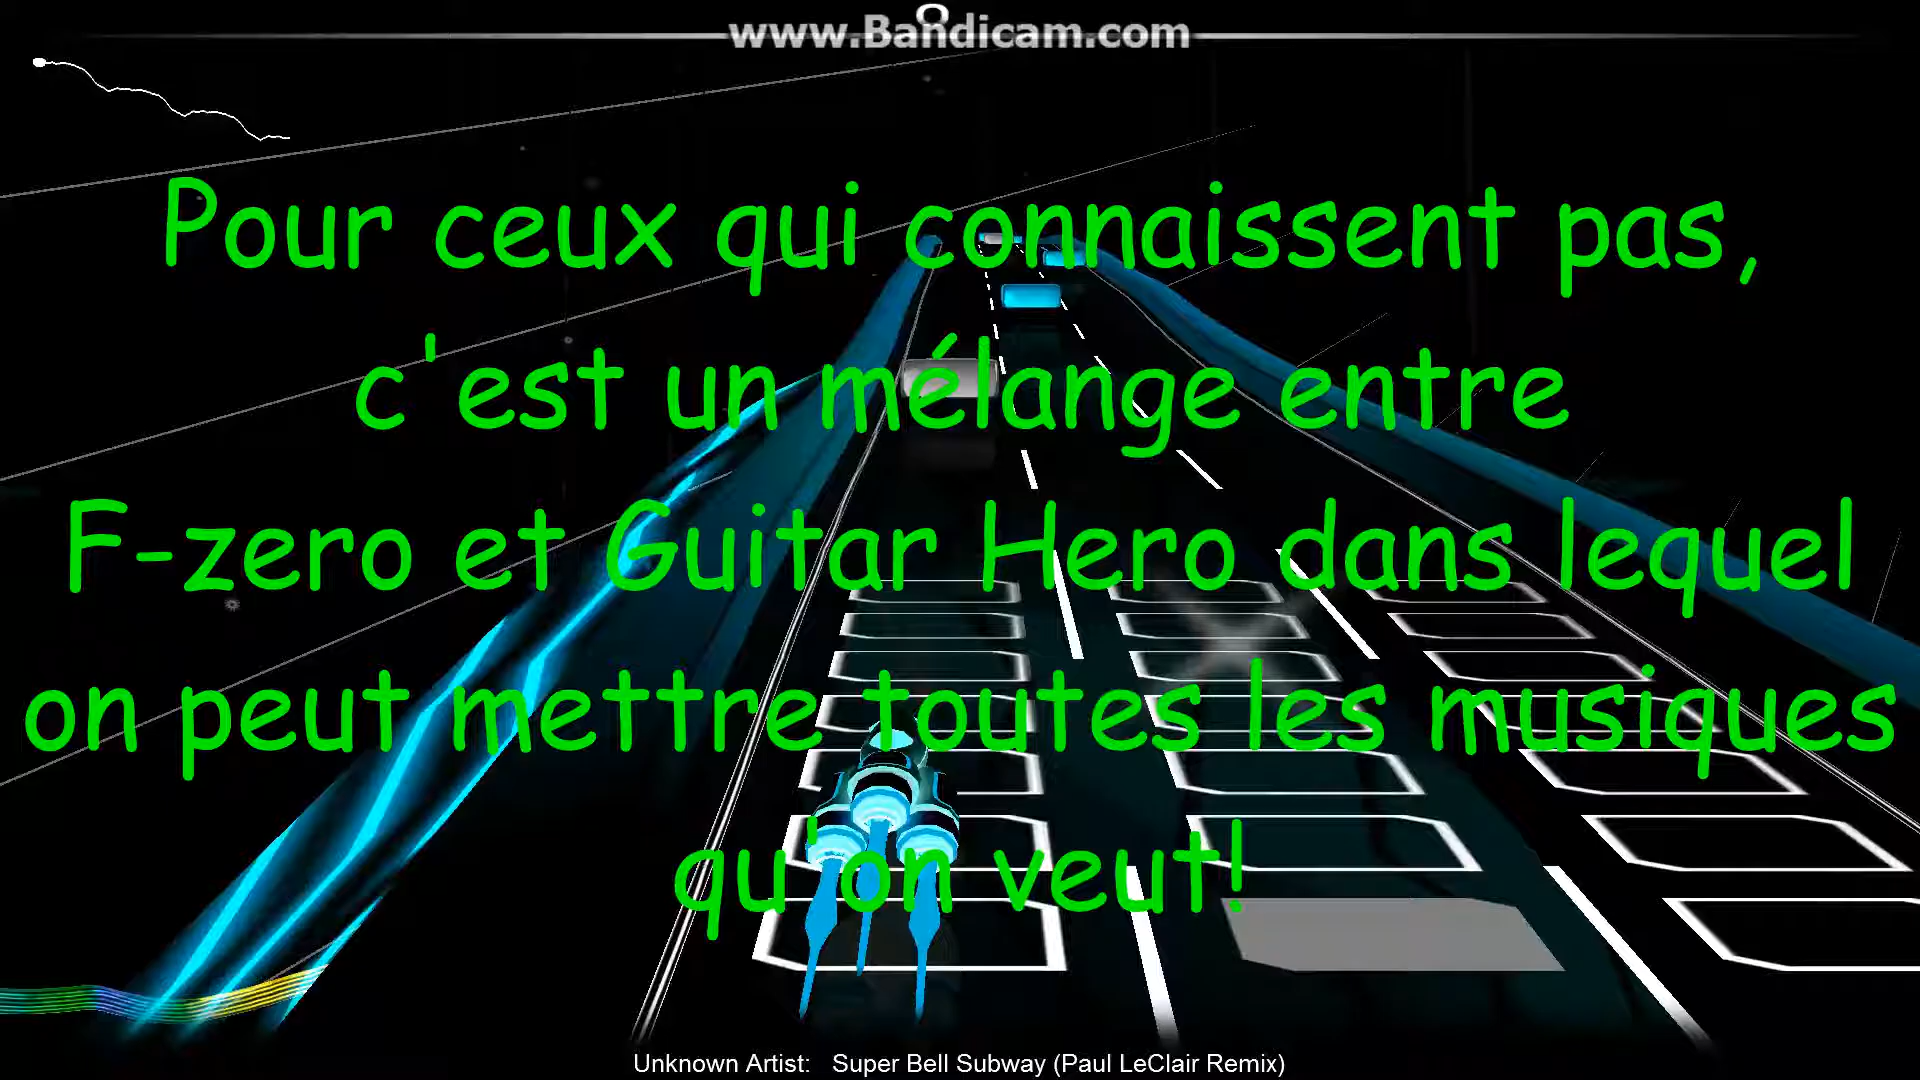 www.Bandicam.com
Pour ceux qui connaissent pas,
c'est un mélange entre
F-zero et Guitar Hero dans lequel
on peut mettre toutes les musiques
qu'on veut!
Unknown Artist: Super Bell Subway (Paul LeClair Remix)